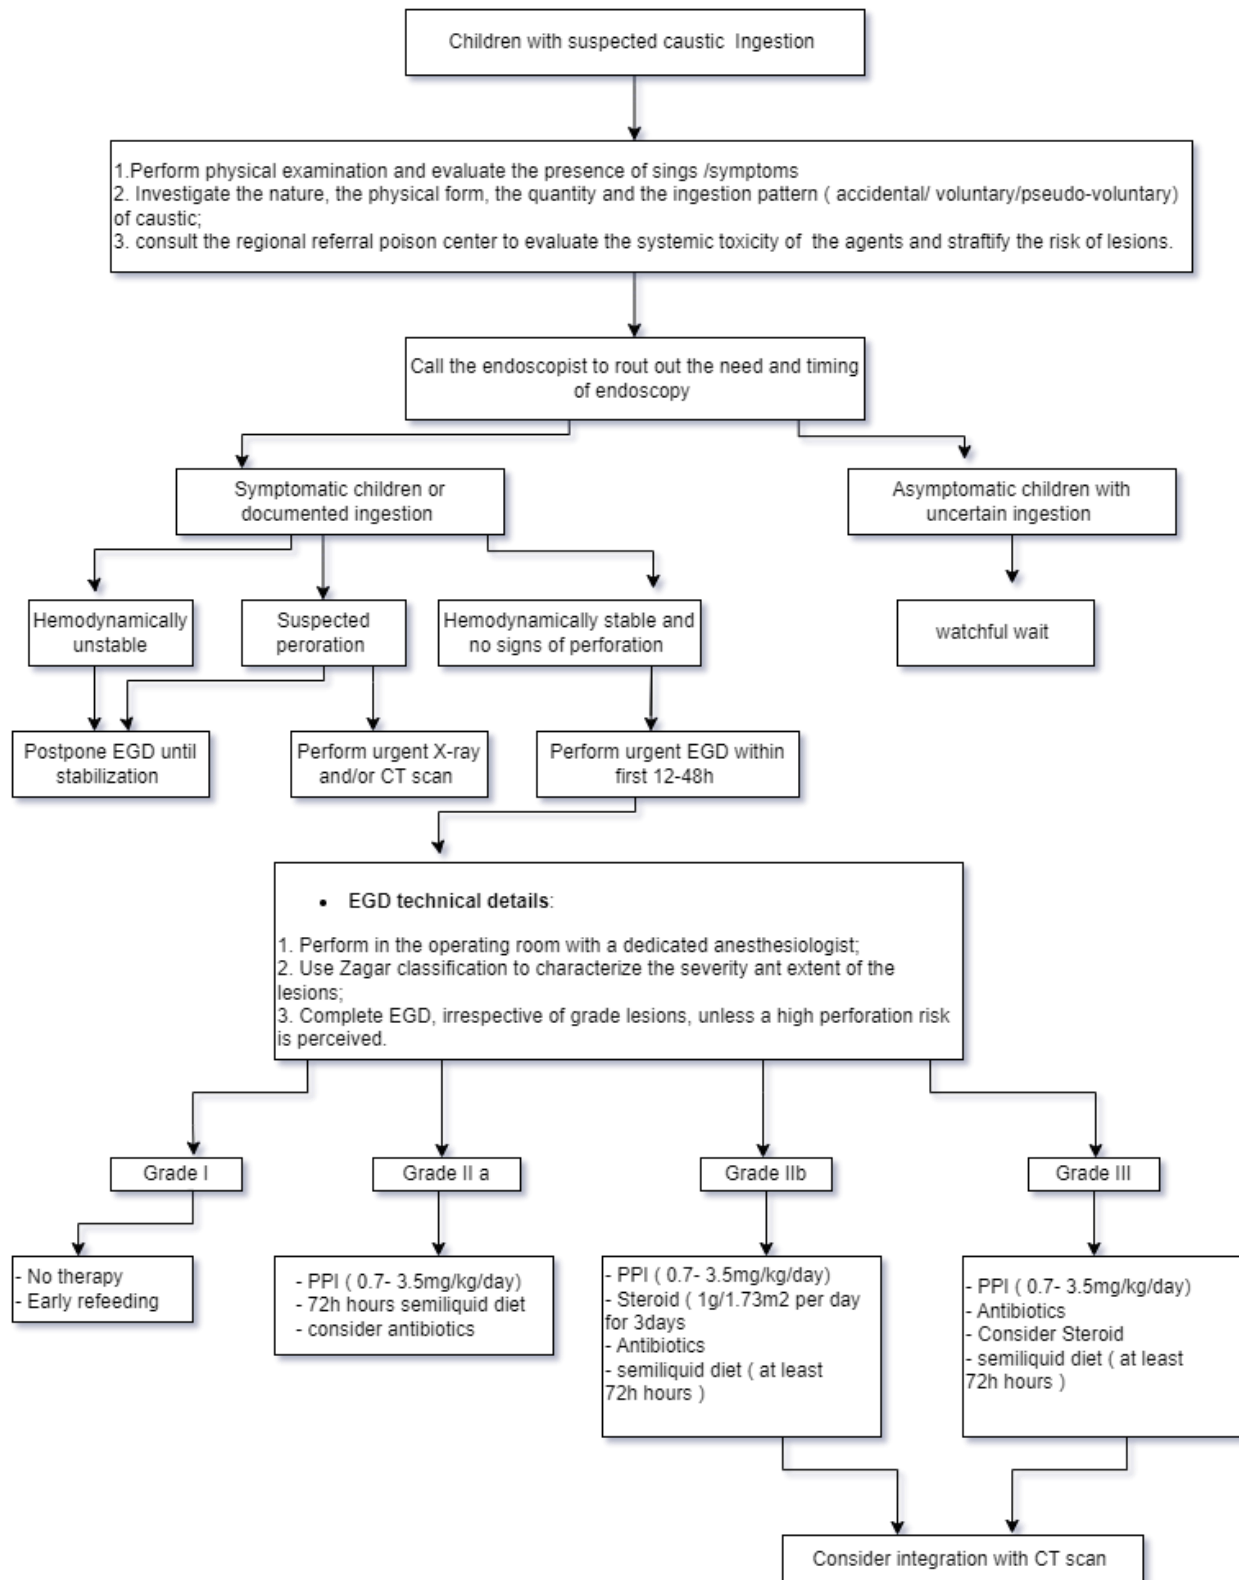 Children with suspected caustic Ingestion
1.Perform physical examination and evaluate the presence of sings /symptoms
2. Investigate the nature, the physical form, the quantity and the ingestion pattern ( accidental/ voluntary/pseudo-voluntary)
of caustic;
3. consult the regional referral poison center to evaluate the systemic toxicity of the agents and straftify the risk of lesions.
Call the endoscopist to rout out the need and timing
of endoscopy
Symptomatic children or
documented ingestion
Asymptomatic children with
uncertain ingestion
Hemodynamically
unstable
Suspected
peroration
Hemodynamically stable and
no signs of perforation
watchful wait
Postpone EGD until
stabilization
Perform urgent X-ray
and/or CT scan
Perform urgent EGD within
first 12-48h
• EGD technical details:
1. Perform in the operating room with a dedicated anesthesiologist;
2. Use Zagar classification to characterize the severity ant extent of the
lesions;
3. Complete EGD, irrespective of grade lesions, unless a high perforation risk
is perceived.
Grade I
Grade II a
Grade IIb
Grade III
- No therapy
- Early refeeding
- PPI ( 0.7- 3.5mg/kg/day)
- 72h hours semiliquid diet
- consider antibiotics
- PPI ( 0.7- 3.5mg/kg/day)
- Steroid ( 1g/1.73m2 per day
for 3days
- Antibiotics
- semiliquid diet ( at least
72h hours )
- PPI ( 0.7- 3.5mg/kg/day)
- Antibiotics
- Consider Steroid
- semiliquid diet ( at least
72h hours )
Consider integration with CT scan